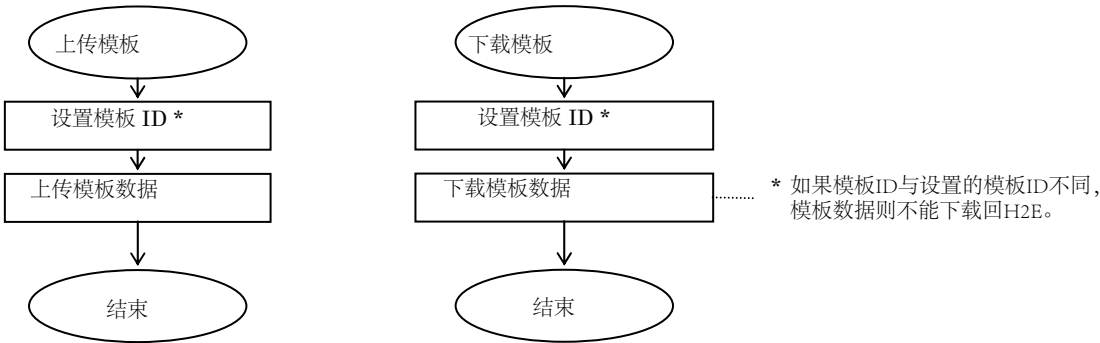 上传模板
设置模板 ID *
上传模板数据
结束
下载模板
设置模板 ID *
下载模板数据
结束
* 如果模板ID与设置的模板ID不同，
模板数据则不能下载回H2E。